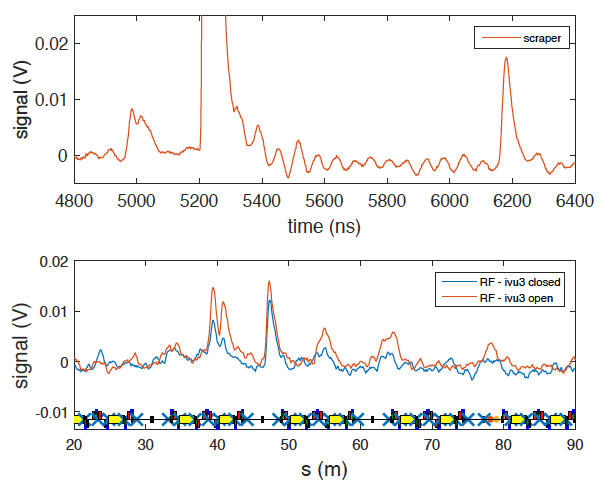 0.02
0.01
0
signal (V)
scraper
4800 5000 5200 5400 5600 5800 6000 6200 6400
time (ns)
0.02
0.01
0
-0.01
signal (V)
RF - ivu3 closed
RF - ivu3 open
20 30 40 50 60 70 80 90
s (m)